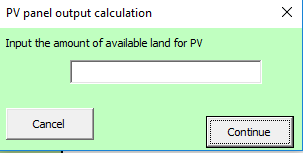 PV panel output calculation
Input the amount of available land for PV
Cancel
Continue